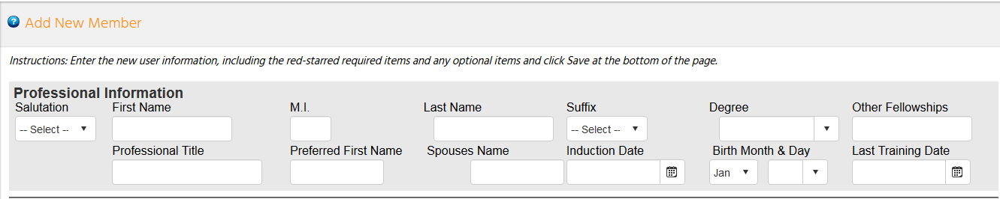 Add New Member
Instructions: Enter the new user information, including the red-starred required items and any optional items and click Save at the bottom of the page.
Professional Information
Salutation First Name M.I. Last Name Suffix Degree Other Fellowships
-- Select -- -- Select --
Professional Title Preferred First Name Spouses Name Induction Date Birth Month & Day Last Training Date
Jan